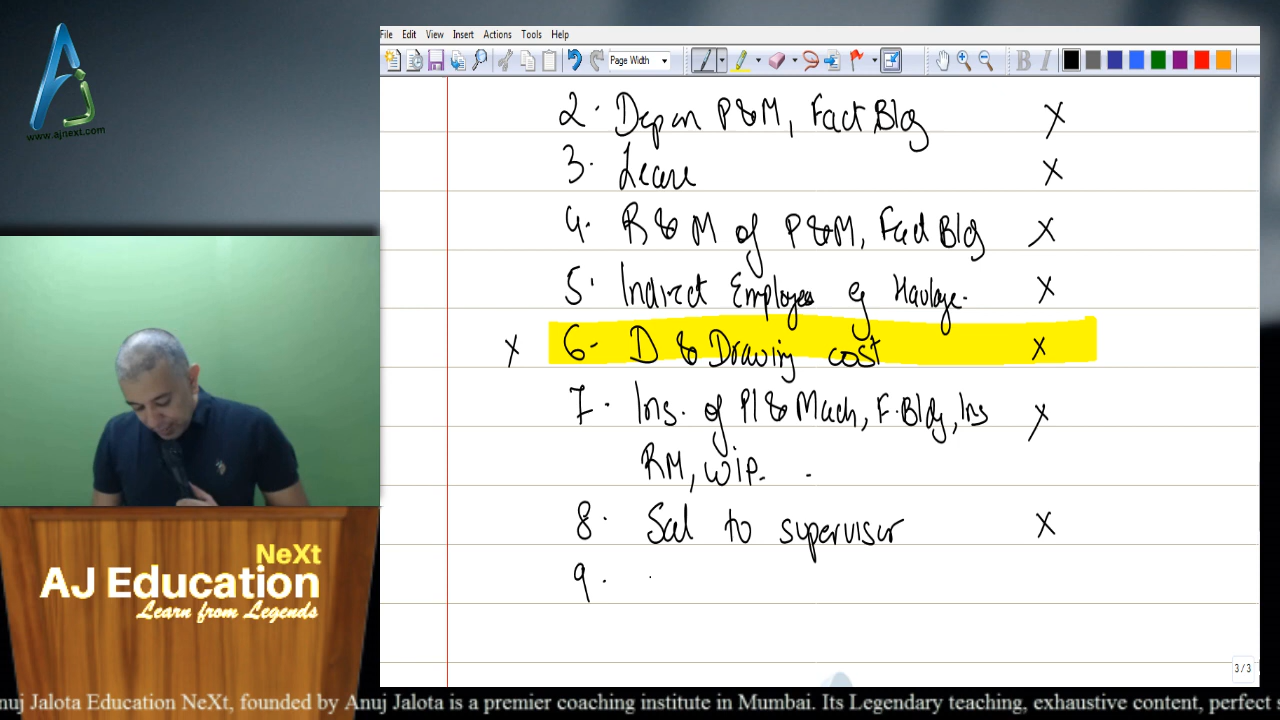 www.ajnext.com
File Edit View Insert Actions Tools Help
Page Width
B I
2. Dep on P&M, Fact Bldg X
3. Lease X
4. R & M of P&M, Fact Bldg X
5. Indirect Employee eg Haulage. X
X 6- D & Drawing cost X
7. Ins. of Pl & Mach, F. Bldg, Ins X
RM, WIP.
8. Sal to supervisor X
9.
3/3
NeXt
AJ Education
Learn from Legends
nuj Jalota Education NeXt, founded by Anuj Jalota is a premier coaching institute in Mumbai. Its Legendary teaching, exhaustive content, perfect s